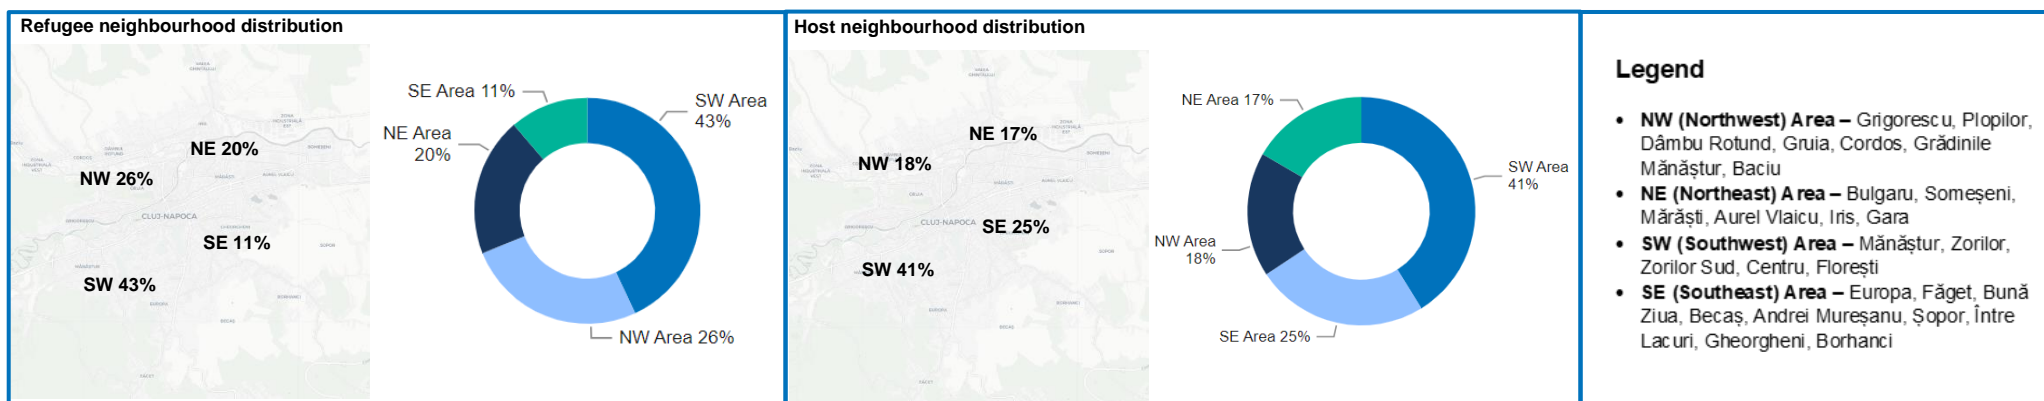 Refugee neighbourhood distribution
NE 20%
NW 26%
CLUJ-NAPOCA
SE 11%
SW 43%
SE Area 11%
SW Area
43%
NE Area
20%
NW Area 26%
Host neighbourhood distribution
NE 17%
NW 18%
CLUJ-NAPOCA
SE 25%
SW 41%
NE Area 17%
SW Area
41%
NW Area
18%
SE Area 25%
Legend
• NW (Northwest) Area – Grigorescu, Plopilor,
Dâmbu Rotund, Gruia, Cordos, Grădinile
Mănăștur, Baciu
• NE (Northeast) Area – Bulgaru, Someșeni,
Mărăști, Aurel Vlaicu, Iris, Gara
• SW (Southwest) Area – Mănăștur, Zorilor,
Zorilor Sud, Centru, Florești
• SE (Southeast) Area – Europa, Făget, Bună
Ziua, Becaș, Andrei Mureșanu, Șopor, Între
Lacuri, Gheorgheni, Borhanci